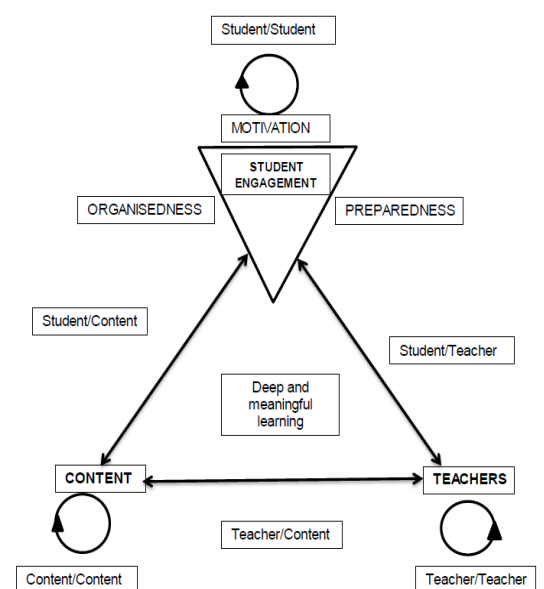 Student/Student
MOTIVATION
STUDENT
ENGAGEMENT
ORGANISEDNESS
PREPAREDNESS
Student/Content
Student/Teacher
Deep and
meaningful
learning
CONTENT
TEACHERS
Teacher/Content
Content/Content
Teacher/Teacher